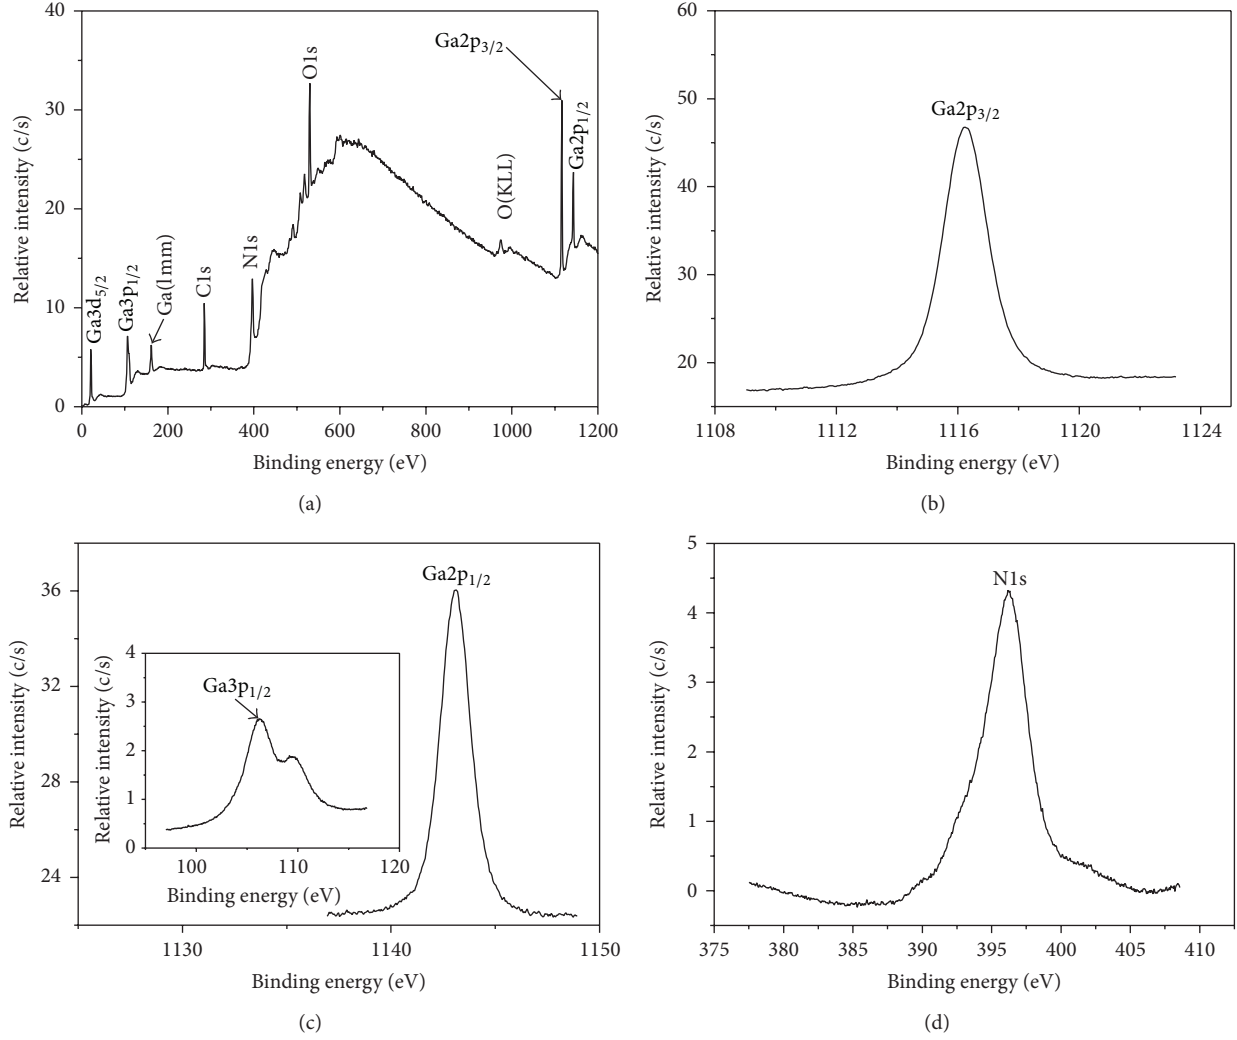 40
30
20
10
0
Relative intensity (c/s)
Ga3d5/2
Ga3p1/2
Ga(1mm)
C1s
N1s
O1s
O(KLL)
Ga2p3/2
Ga2p1/2
0 200 400 600 800 1000 1200
Binding energy (eV)
(a)
60
50
40
30
20
Relative intensity (c/s)
Ga2p3/2
1108 1112 1116 1120 1124
Binding energy (eV)
(b)
36
32
28
24
Relative intensity (c/s)
Ga2p1/2
4
3
2
1
0
Relative intensity (c/s)
Ga3p1/2
100 110 120
Binding energy (eV)
1130 1140 1150
Binding energy (eV)
(c)
5
4
3
2
1
0
Relative intensity (c/s)
N1s
375 380 385 390 395 400 405 410
Binding energy (eV)
(d)